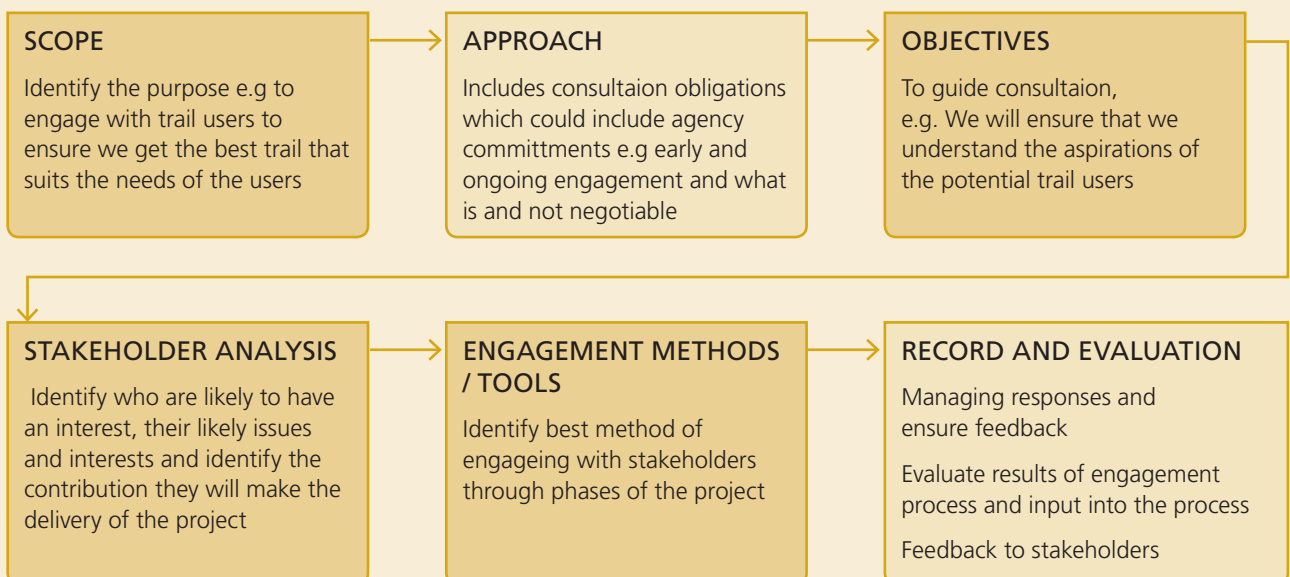 SCOPE
Identify the purpose e.g to
engage with trail users to
ensure we get the best trail that
suits the needs of the users
APPROACH
Includes consultaion obligations
which could include agency
committments e.g early and
ongoing engagement and what
is and not negotiable
OBJECTIVES
To guide consultaion,
e.g. We will ensure that we
understand the aspirations of
the potential trail users
STAKEHOLDER ANALYSIS
Identify who are likely to have
an interest, their likely issues
and interests and identify the
contribution they will make the
delivery of the project
ENGAGEMENT METHODS
/ TOOLS
Identify best method of
engageing with stakeholders
through phases of the project
RECORD AND EVALUATION
Managing responses and
ensure feedback
Evaluate results of engagement
process and input into the process
Feedback to stakeholders